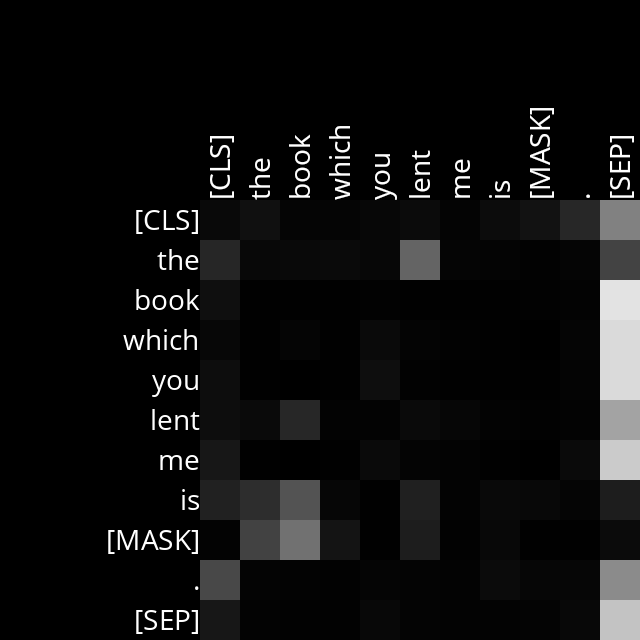 [CLS] the book which you lent me is [MASK] . [SEP]
[CLS]
the
book
which
you
lent
me
is
[MASK]
.
[SEP]